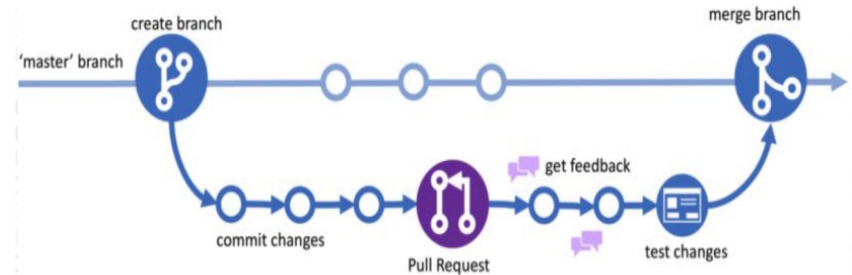 create branch
merge branch
'master' branch
get feedback
commit changes
test changes
Pull Request